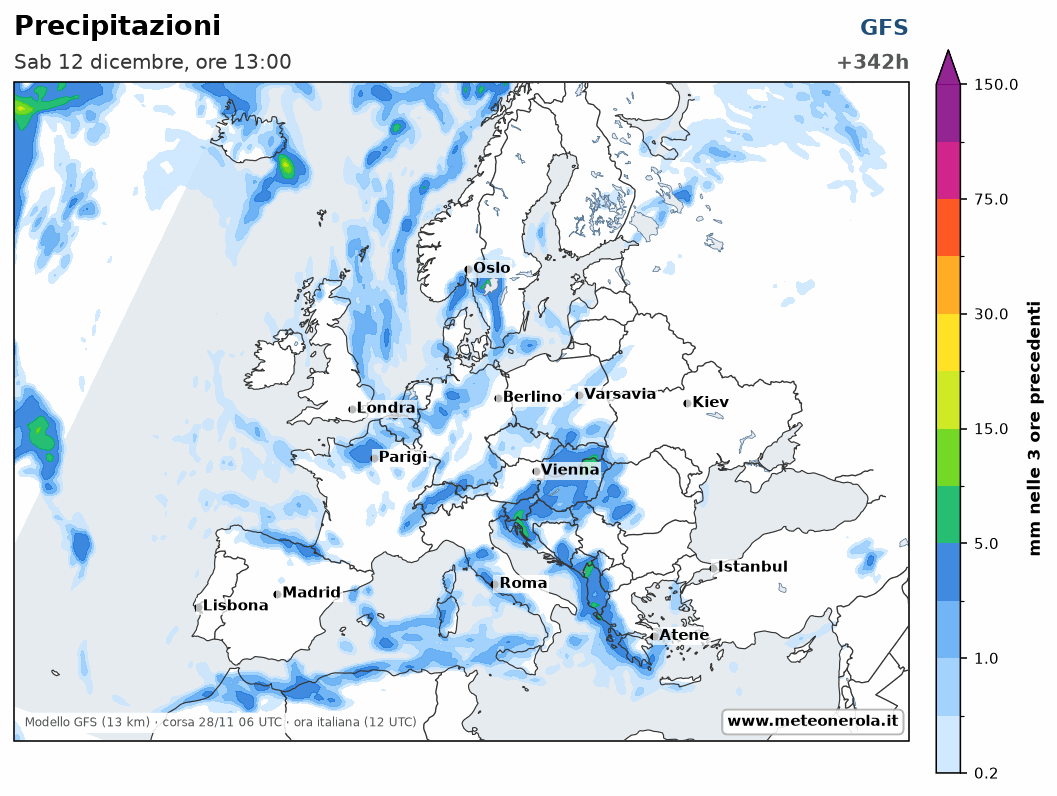 Precipitazioni
GFS
Sab 12 dicembre, ore 13:00
+342h
150.0
75.0
30.0
15.0
5.0
1.0
0.2
mm nelle 3 ore precedenti
Oslo
Berlino
Varsavia
Kiev
Londra
Parigi
Vienna
Istanbul
Roma
Madrid
Lisbona
Atene
Modello GFS (13 km) · corsa 28/11 06 UTC · ora italiana (12 UTC)
www.meteonerola.it